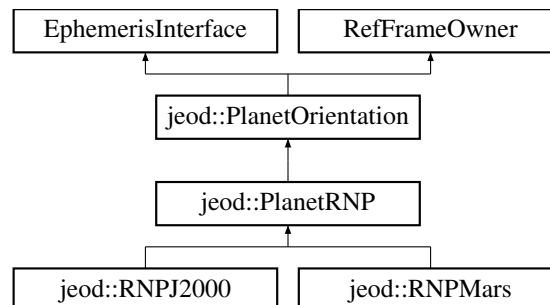 EphemerisInterface
RefFrameOwner
jeod::PlanetOrientation
jeod::PlanetRNP
jeod::RNPJ2000
jeod::RNPMars